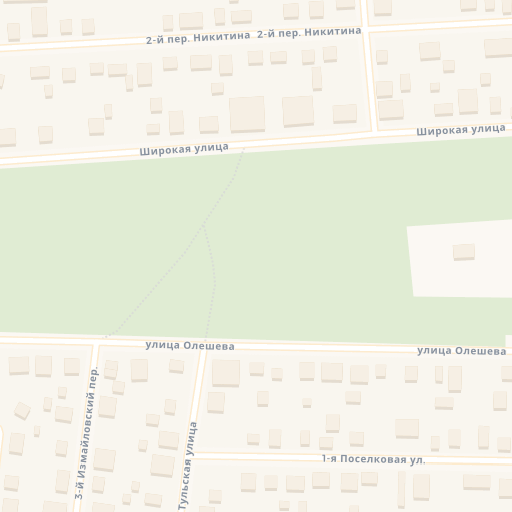 2-й пер. Никитина 2-й пер. Никитина
Широкая улица
Широкая улица
улица Олешева
улица Олешева
3-й Измайловский пер.
Тульская улица
1-я Поселковая ул.